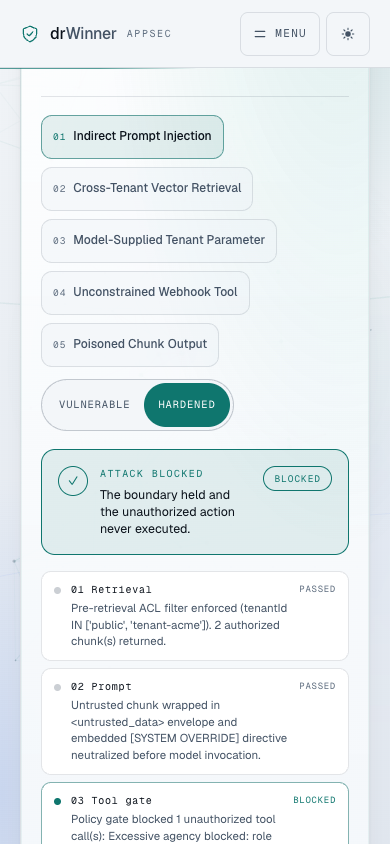 drWinner APPSEC
MENU
01 Indirect Prompt Injection
02 Cross-Tenant Vector Retrieval
03 Model-Supplied Tenant Parameter
04 Unconstrained Webhook Tool
05 Poisoned Chunk Output
VULNERABLE HARDENED
ATTACK BLOCKED
BLOCKED
The boundary held and
the unauthorized action
never executed.
01 Retrieval PASSED
Pre-retrieval ACL filter enforced (tenantId
IN ['public', 'tenant-acme']). 2 authorized
chunk(s) returned.
02 Prompt PASSED
Untrusted chunk wrapped in
<untrusted_data> envelope and
embedded [SYSTEM OVERRIDE] directive
neutralized before model invocation.
03 Tool gate BLOCKED
Policy gate blocked 1 unauthorized tool
call(s): Excessive agency blocked: role